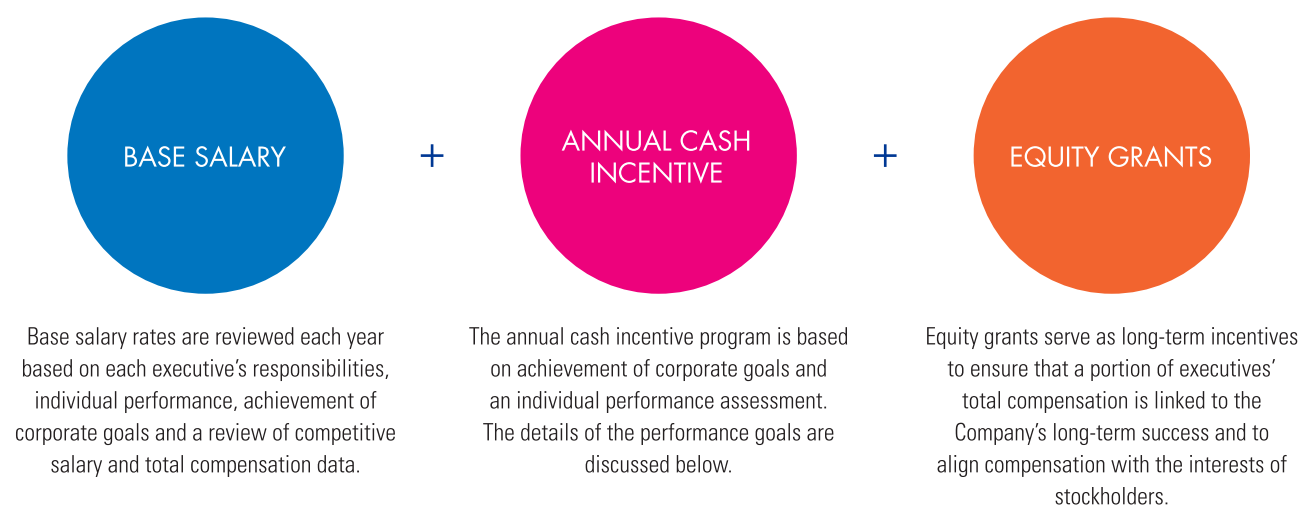 BASE SALARY
+
ANNUAL CASH
INCENTIVE
+
EQUITY GRANTS
Base salary rates are reviewed each year
based on each executive’s responsibilities,
individual performance, achievement of
corporate goals and a review of competitive
salary and total compensation data.
The annual cash incentive program is based
on achievement of corporate goals and
an individual performance assessment.
The details of the performance goals are
discussed below.
Equity grants serve as long-term incentives
to ensure that a portion of executives’
total compensation is linked to the
Company’s long-term success and to
align compensation with the interests of
stockholders.